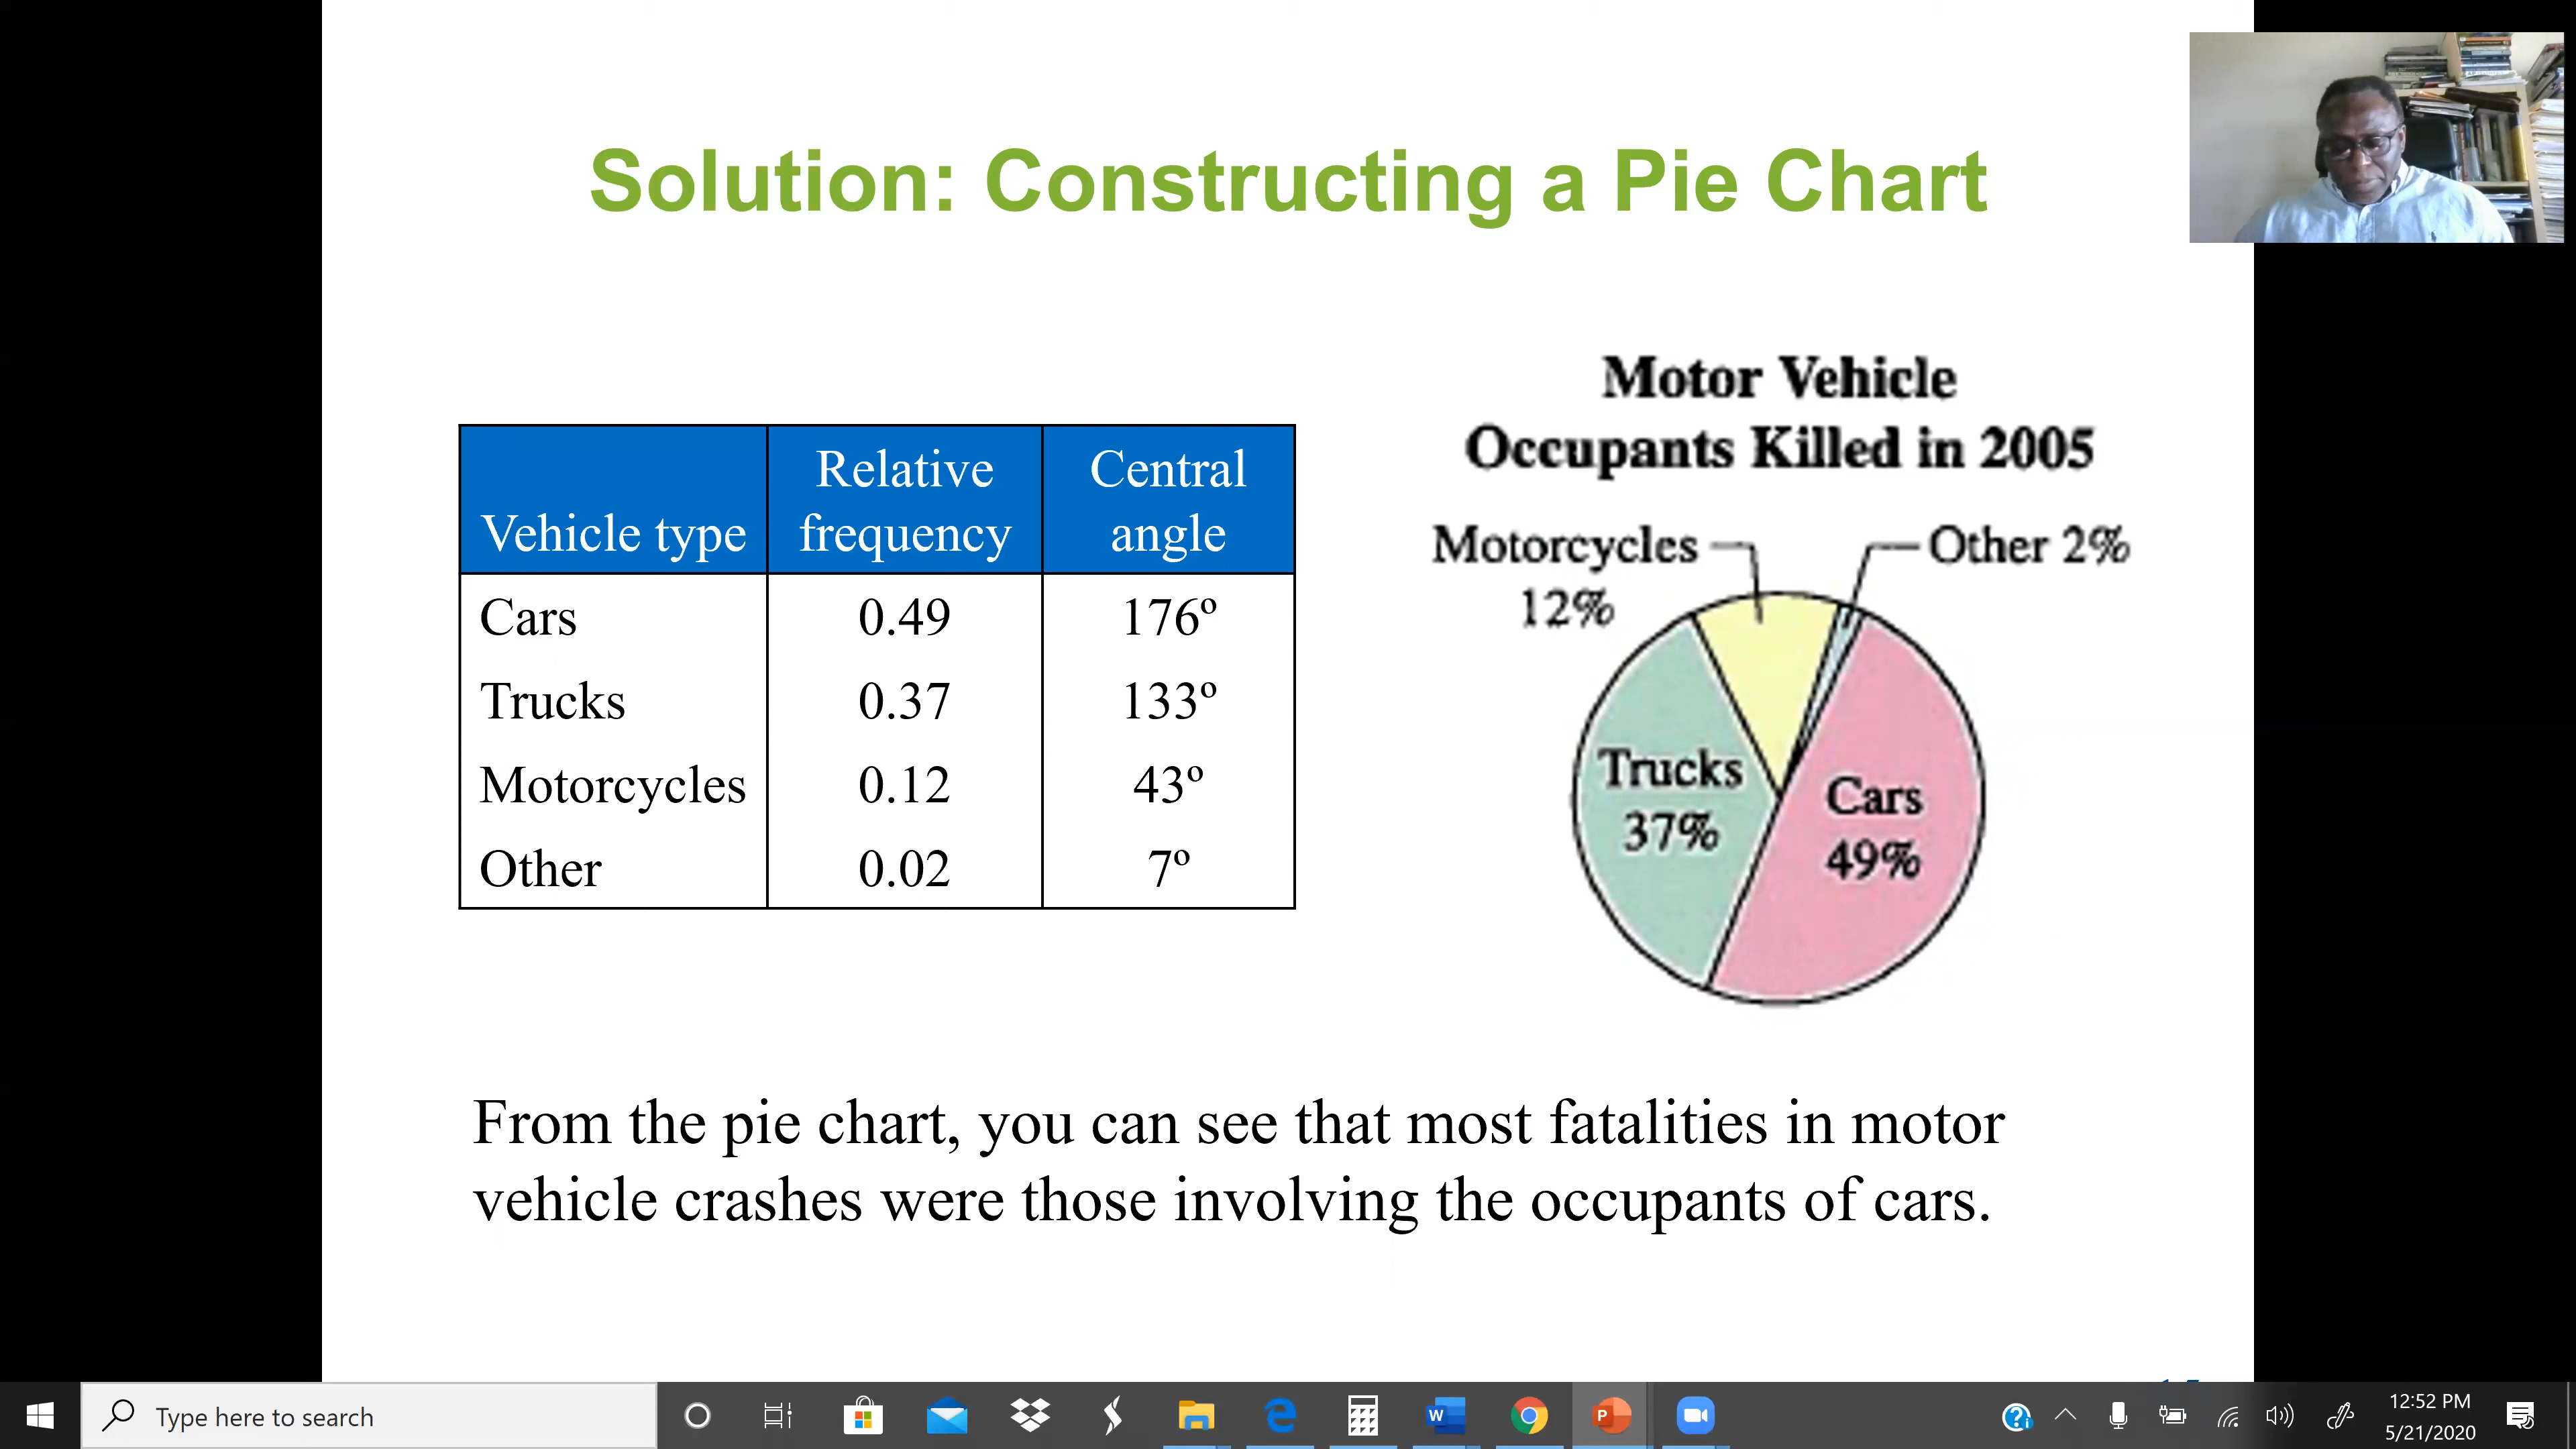 Solution: Constructing a Pie Chart
Vehicle type
Relative frequency
Central angle
Cars 0.49 176º
Trucks 0.37 133º
Motorcycles 0.12 43º
Other 0.02 7º
Motor Vehicle
Occupants Killed in 2005
Motorcycles
12%
Other 2%
Trucks
37%
Cars
49%
From the pie chart, you can see that most fatalities in motor
vehicle crashes were those involving the occupants of cars.
Type here to search
12:52 PM
5/21/2020